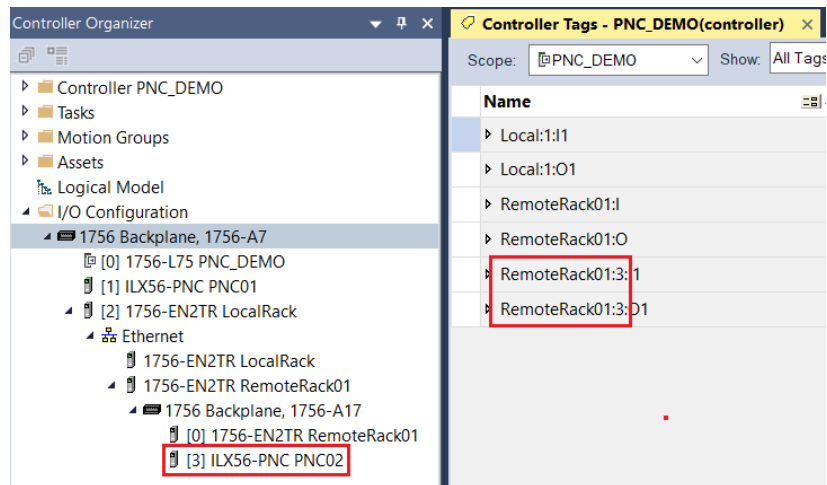 Controller Organizer
Controller PNC_DEMO
Tasks
Motion Groups
Assets
Logical Model
I/O Configuration
1756 Backplane, 1756-A7
[0] 1756-L75 PNC_DEMO
[1] ILX56-PNC PNC01
[2] 1756-EN2TR LocalRack
Ethernet
1756-EN2TR LocalRack
1756-EN2TR RemoteRack01
1756 Backplane, 1756-A17
[0] 1756-EN2TR RemoteRack01
[3] ILX56-PNC PNC02
Controller Tags - PNC_DEMO(controller)
Scope: PNC_DEMO Show: All Tags
Name
Local:1:I1
Local:1:O1
RemoteRack01:I
RemoteRack01:O
RemoteRack01:3:I1
RemoteRack01:3:O1